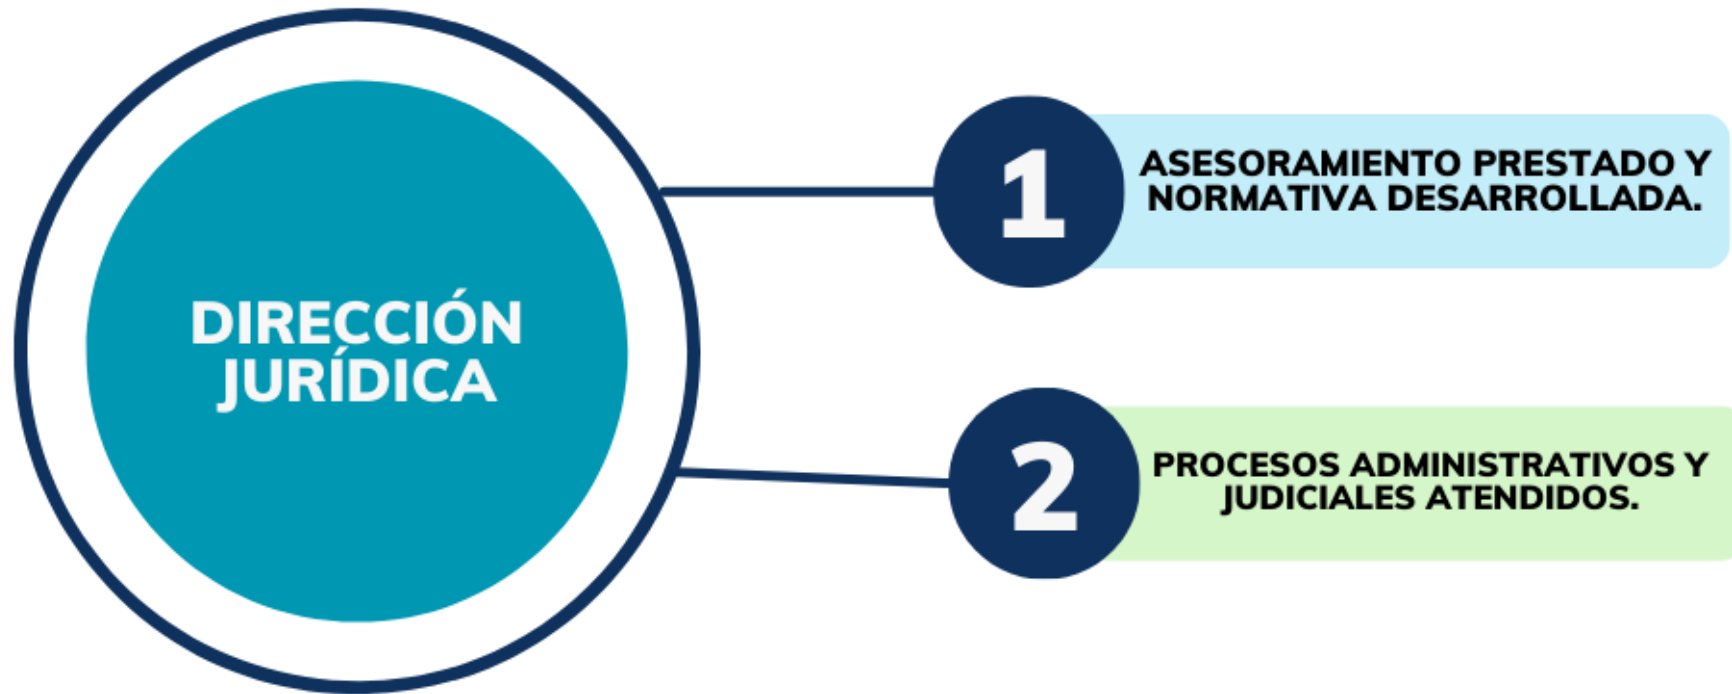 DIRECCIÓN
JURÍDICA
1
ASESORAMIENTO PRESTADO Y
NORMATIVA DESARROLLADA.
2
PROCESOS ADMINISTRATIVOS Y
JUDICIALES ATENDIDOS.